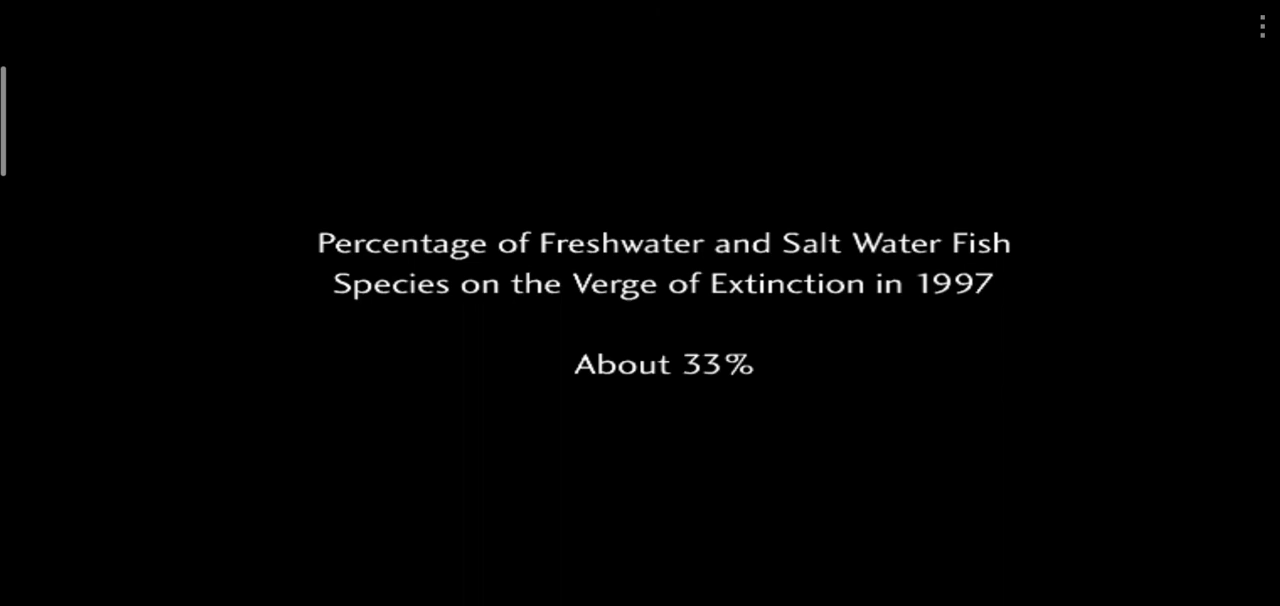 Percentage of Freshwater and Salt Water Fish
Species on the Verge of Extinction in 1997
About 33%